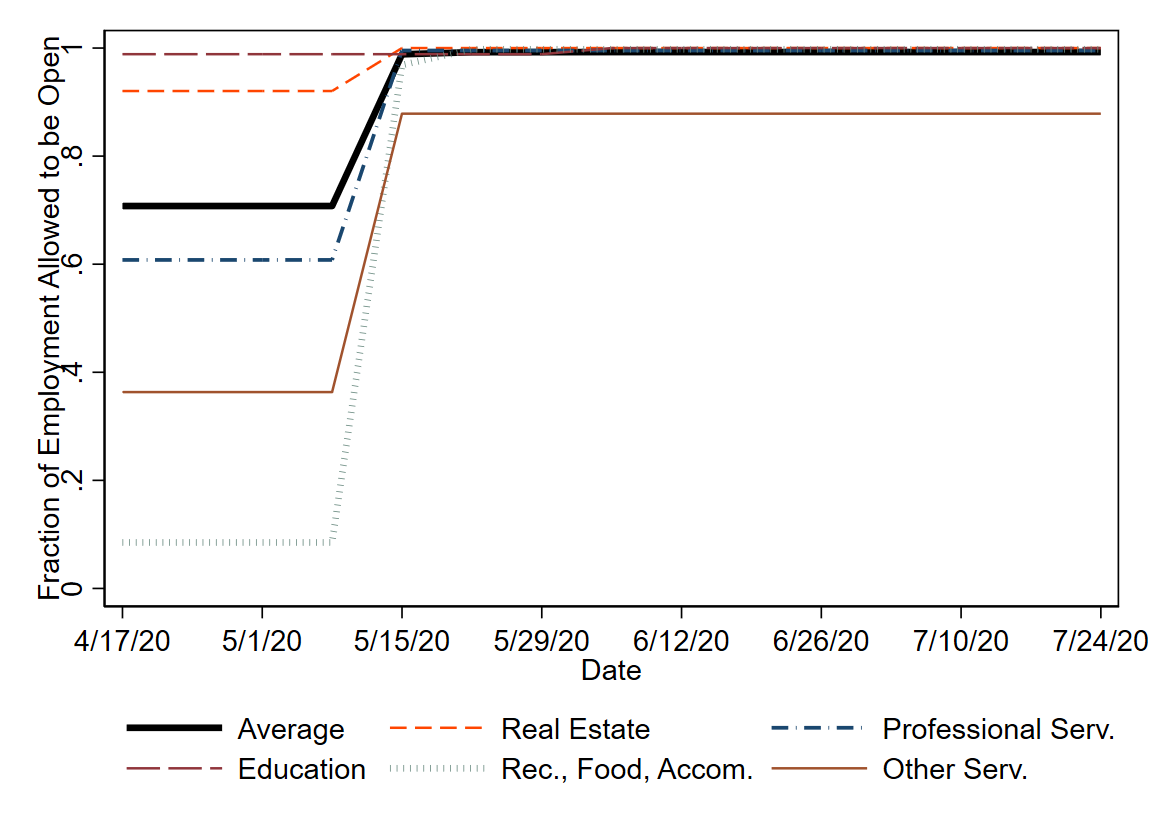 Fraction of Employment Allowed to be Open
1
.8
.6
.4
.2
0
4/17/20 5/1/20 5/15/20 5/29/20 6/12/20 6/26/20 7/10/20 7/24/20
Date
Average Real Estate Professional Serv.
Education Rec., Food, Accom. Other Serv.